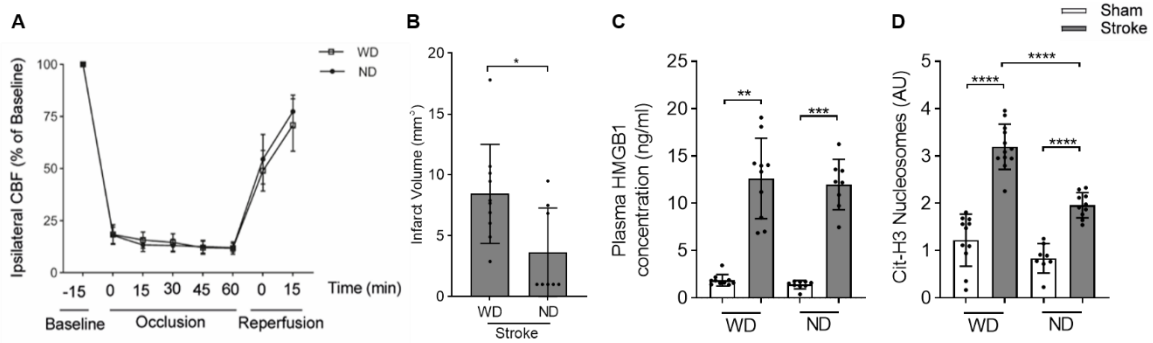 A
WD
ND
Ipsilateral CBF (% of Baseline)
100
75
50
25
0
-15 0 15 30 45 60 0 15 Time (min)
Baseline Occlusion Reperfusion
B
Infarct Volume (mm³)
20
15
10
5
0
*
WD ND
Stroke
C
Plasma HMGB1
concentration (ng/ml)
25
20
15
10
5
0
** ***
WD ND
D
Sham
Stroke
Cit-H3 Nucleosomes (AU)
5
4
3
2
1
0
****
****
****
WD ND